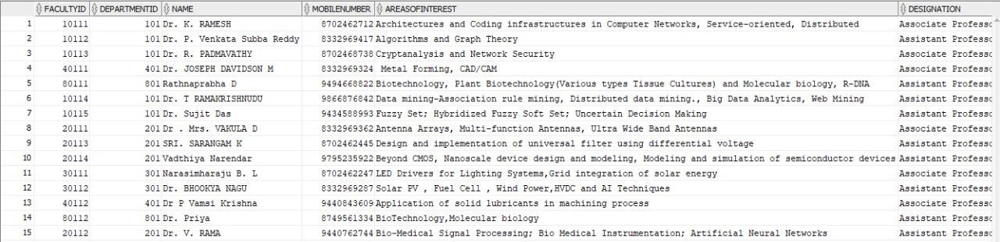 FACULTYID DEPARTMENTID NAME MOBILENUMBER AREASOFINTEREST DESIGNATION
1 10111 101 Dr. K. RAMESH 8702462712 Architectures and Coding infrastructures in Computer Networks, Service-oriented, Distributed Associate Professo
2 10112 101 Dr. P. Venkata Subba Reddy 8332969417 Algorithms and Graph Theory Assistant Professo
3 10113 101 Dr. R. PADMAVATHY 8702468738 Cryptanalysis and Network Security Associate Professo
4 40111 401 Dr. JOSEPH DAVIDSON M 8332969324 Metal Forming, CAD/CAM Associate Professo
5 80111 801 Rathnaprabha D 9494668822 Biotechnology, Plant Biotechnology(Various types Tissue Cultures) and Molecular biology, R-DNA Assistant Professo
6 10114 101 Dr. T RAMAKRISHNUDU 9866876842 Data mining-Association rule mining, Distributed data mining., Big Data Analytics, Web Mining Assistant Professo
7 10115 101 Dr. Sujit Das 9434588993 Fuzzy Set; Hybridized Fuzzy Soft Set; Uncertain Decision Making Assistant Professo
8 20111 201 Dr . Mrs. VAKULA D 8332969362 Antenna Arrays, Multi-function Antennas, Ultra Wide Band Antennas Associate Professo
9 20113 201 SRI. SARANGAM K 8702462445 Design and implementation of universal filter using differential voltage Assistant Professo
10 20114 201 Vadthiya Narendar 9795235922 Beyond CMOS, Nanoscale device design and modeling, Modeling and simulation of semiconductor devices Assistant Professo
11 30111 301 Narasimharaju B. L 8702462247 LED Drivers for Lighting Systems,Grid integration of solar energy Associate Professo
12 30112 301 Dr. BHOOKYA NAGU 8332969287 Solar PV , Fuel Cell , Wind Power,HVDC and AI Techniques Assistant Professo
13 40112 401 Dr P Vamsi Krishna 9440843609 Application of solid lubricants in machining process Associate Professo
14 80112 801 Dr. Priya 8749561334 BioTechnology,Molecular biology Assistant Professo
15 20112 201 Dr. V. RAMA 9440762744 Bio-Medical Signal Processing; Bio Medical Instrumentation; Artificial Neural Networks Assistant Professo